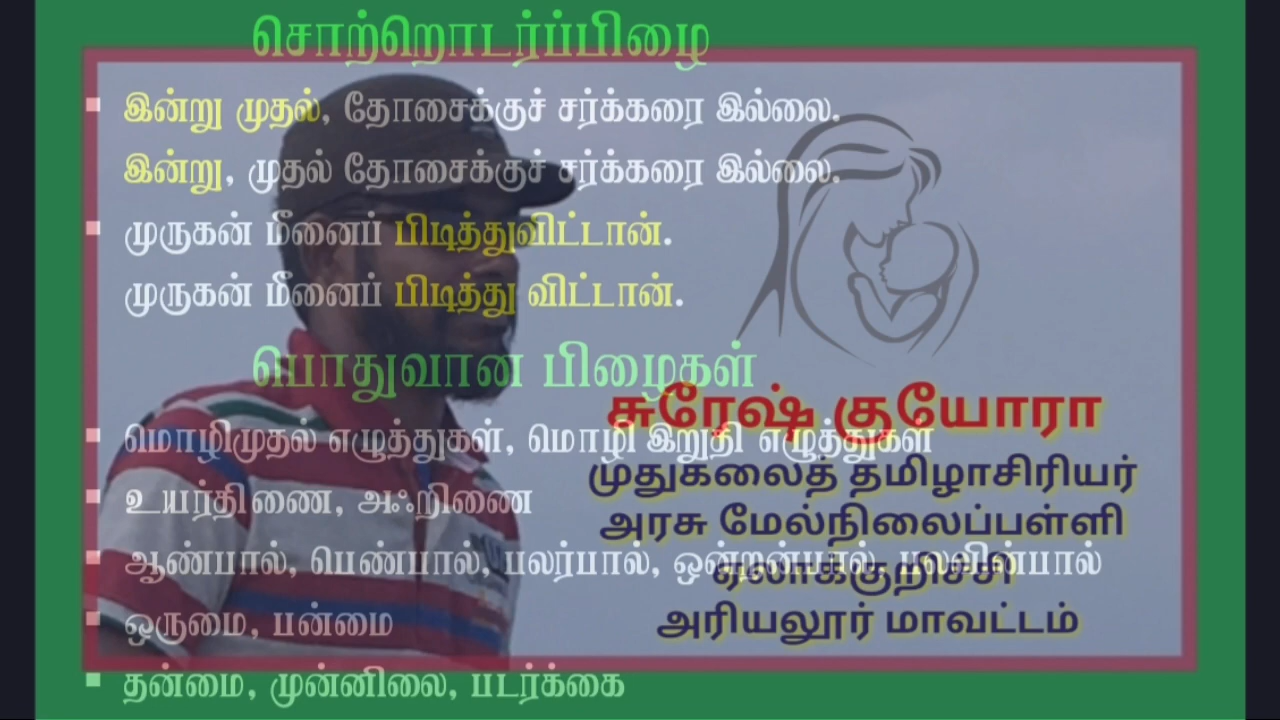 சொற்றொடர்ப்பிழை
▪ இன்று முதல், தோசைக்குச் சர்க்கரை இல்லை.
இன்று, முதல் தோசைக்குச் சர்க்கரை இல்லை.
▪ முருகன் மீனைப் பிடித்துவிட்டான்.
முருகன் மீனைப் பிடித்து விட்டான்.
பொதுவான பிழைகள்
▪ மொழிமுதல் எழுத்துகள், மொழி இறுதி எழுத்துகள்
▪ உயர்திணை, அஃறிணை
▪ ஆண்பால், பெண்பால், பலர்பால், ஒன்றன்பால், பலவின்பால்
▪ ஒருமை, பன்மை
▪ தன்மை, முன்னிலை, படர்க்கை
சுரேஷ் குயோரா
முதுகலைத் தமிழாசிரியர்
அரசு மேல்நிலைப்பள்ளி
ஏலாக்குறிச்சி
அரியலூர் மாவட்டம்